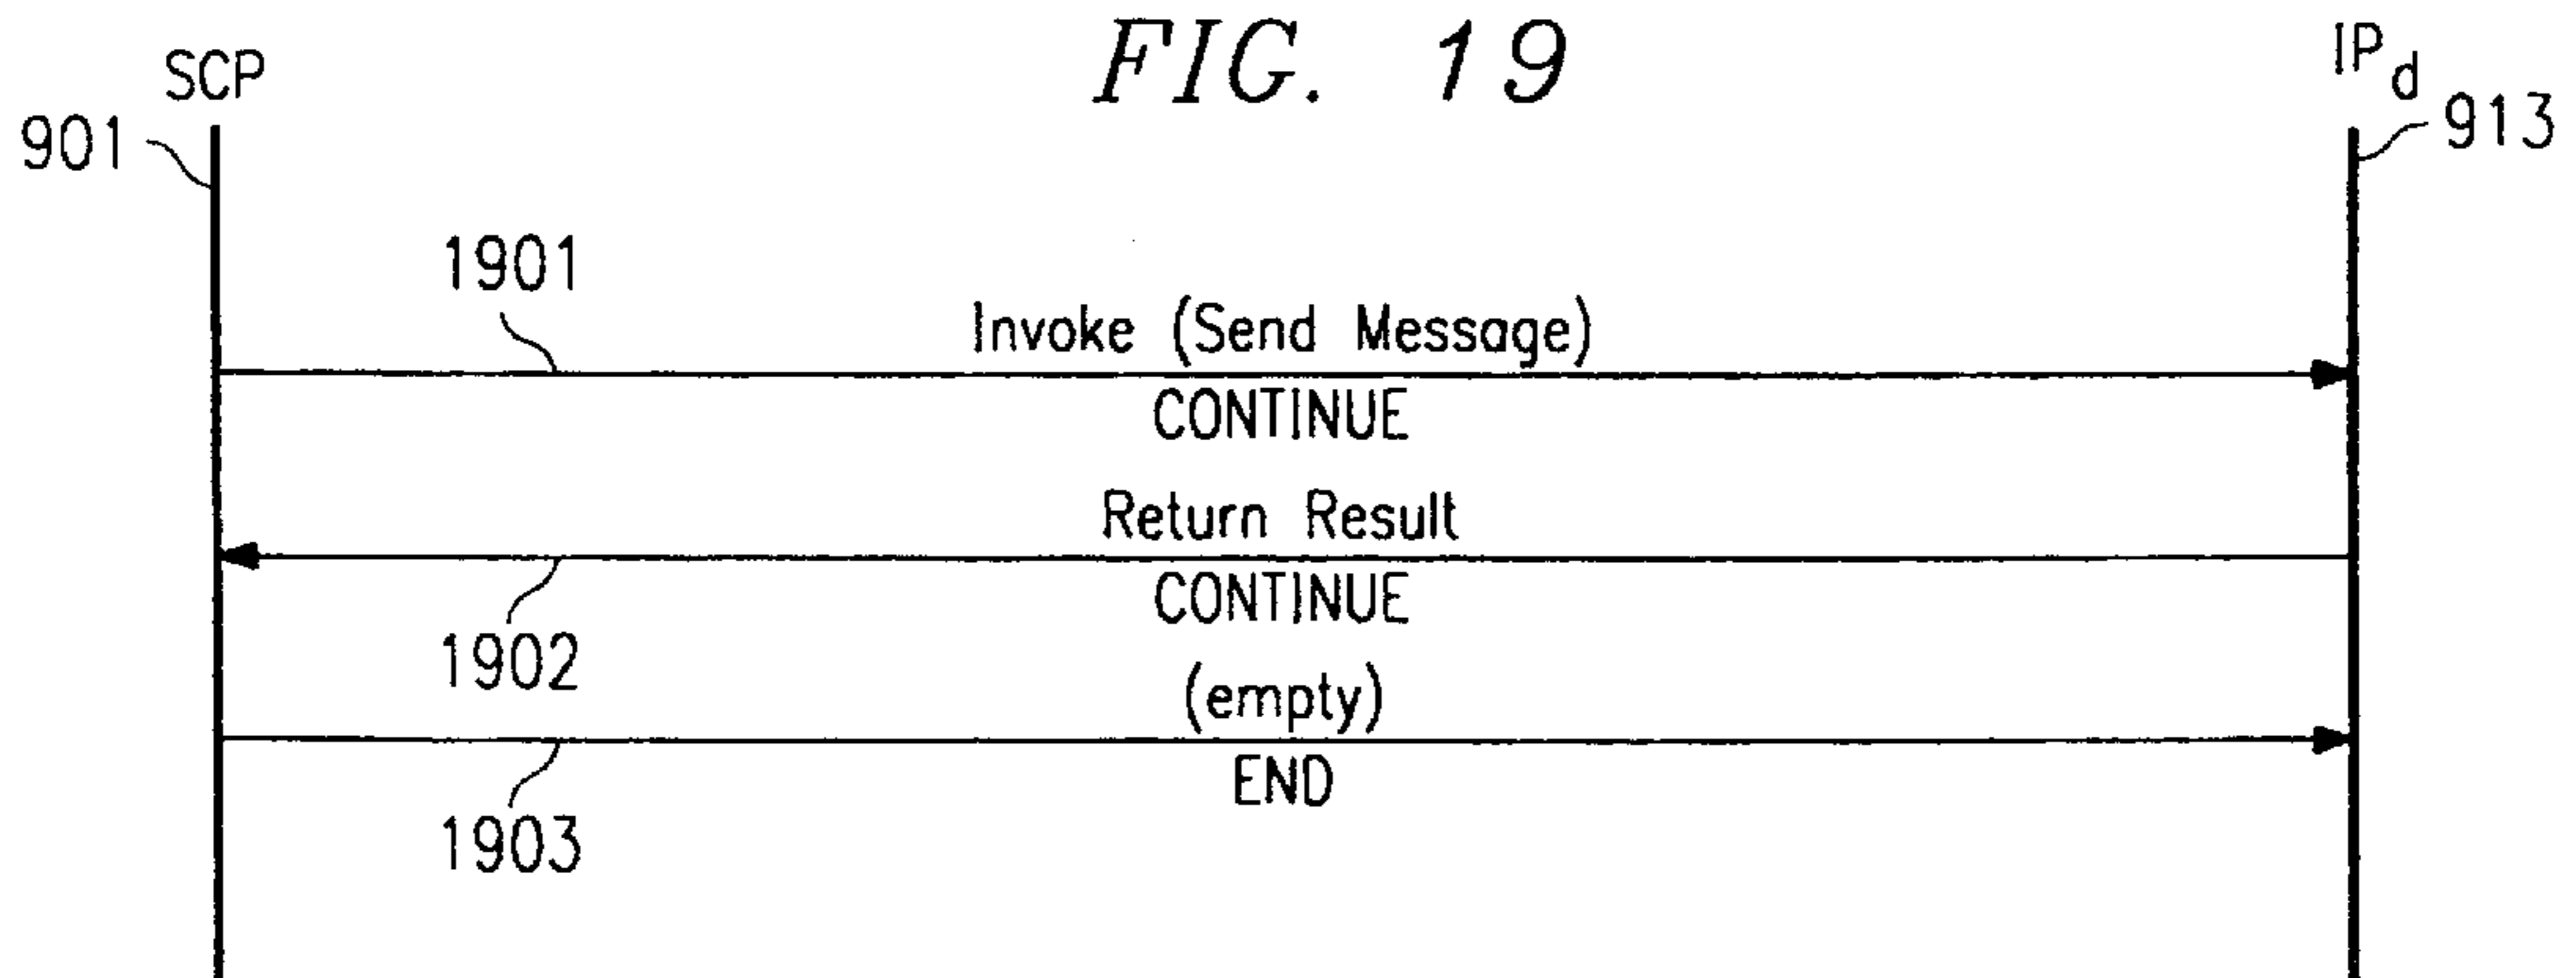 FIG. 19
SCP
IPd
901
913
1901
Invoke (Send Message)
CONTINUE
Return Result
CONTINUE
1902
(empty)
END
1903